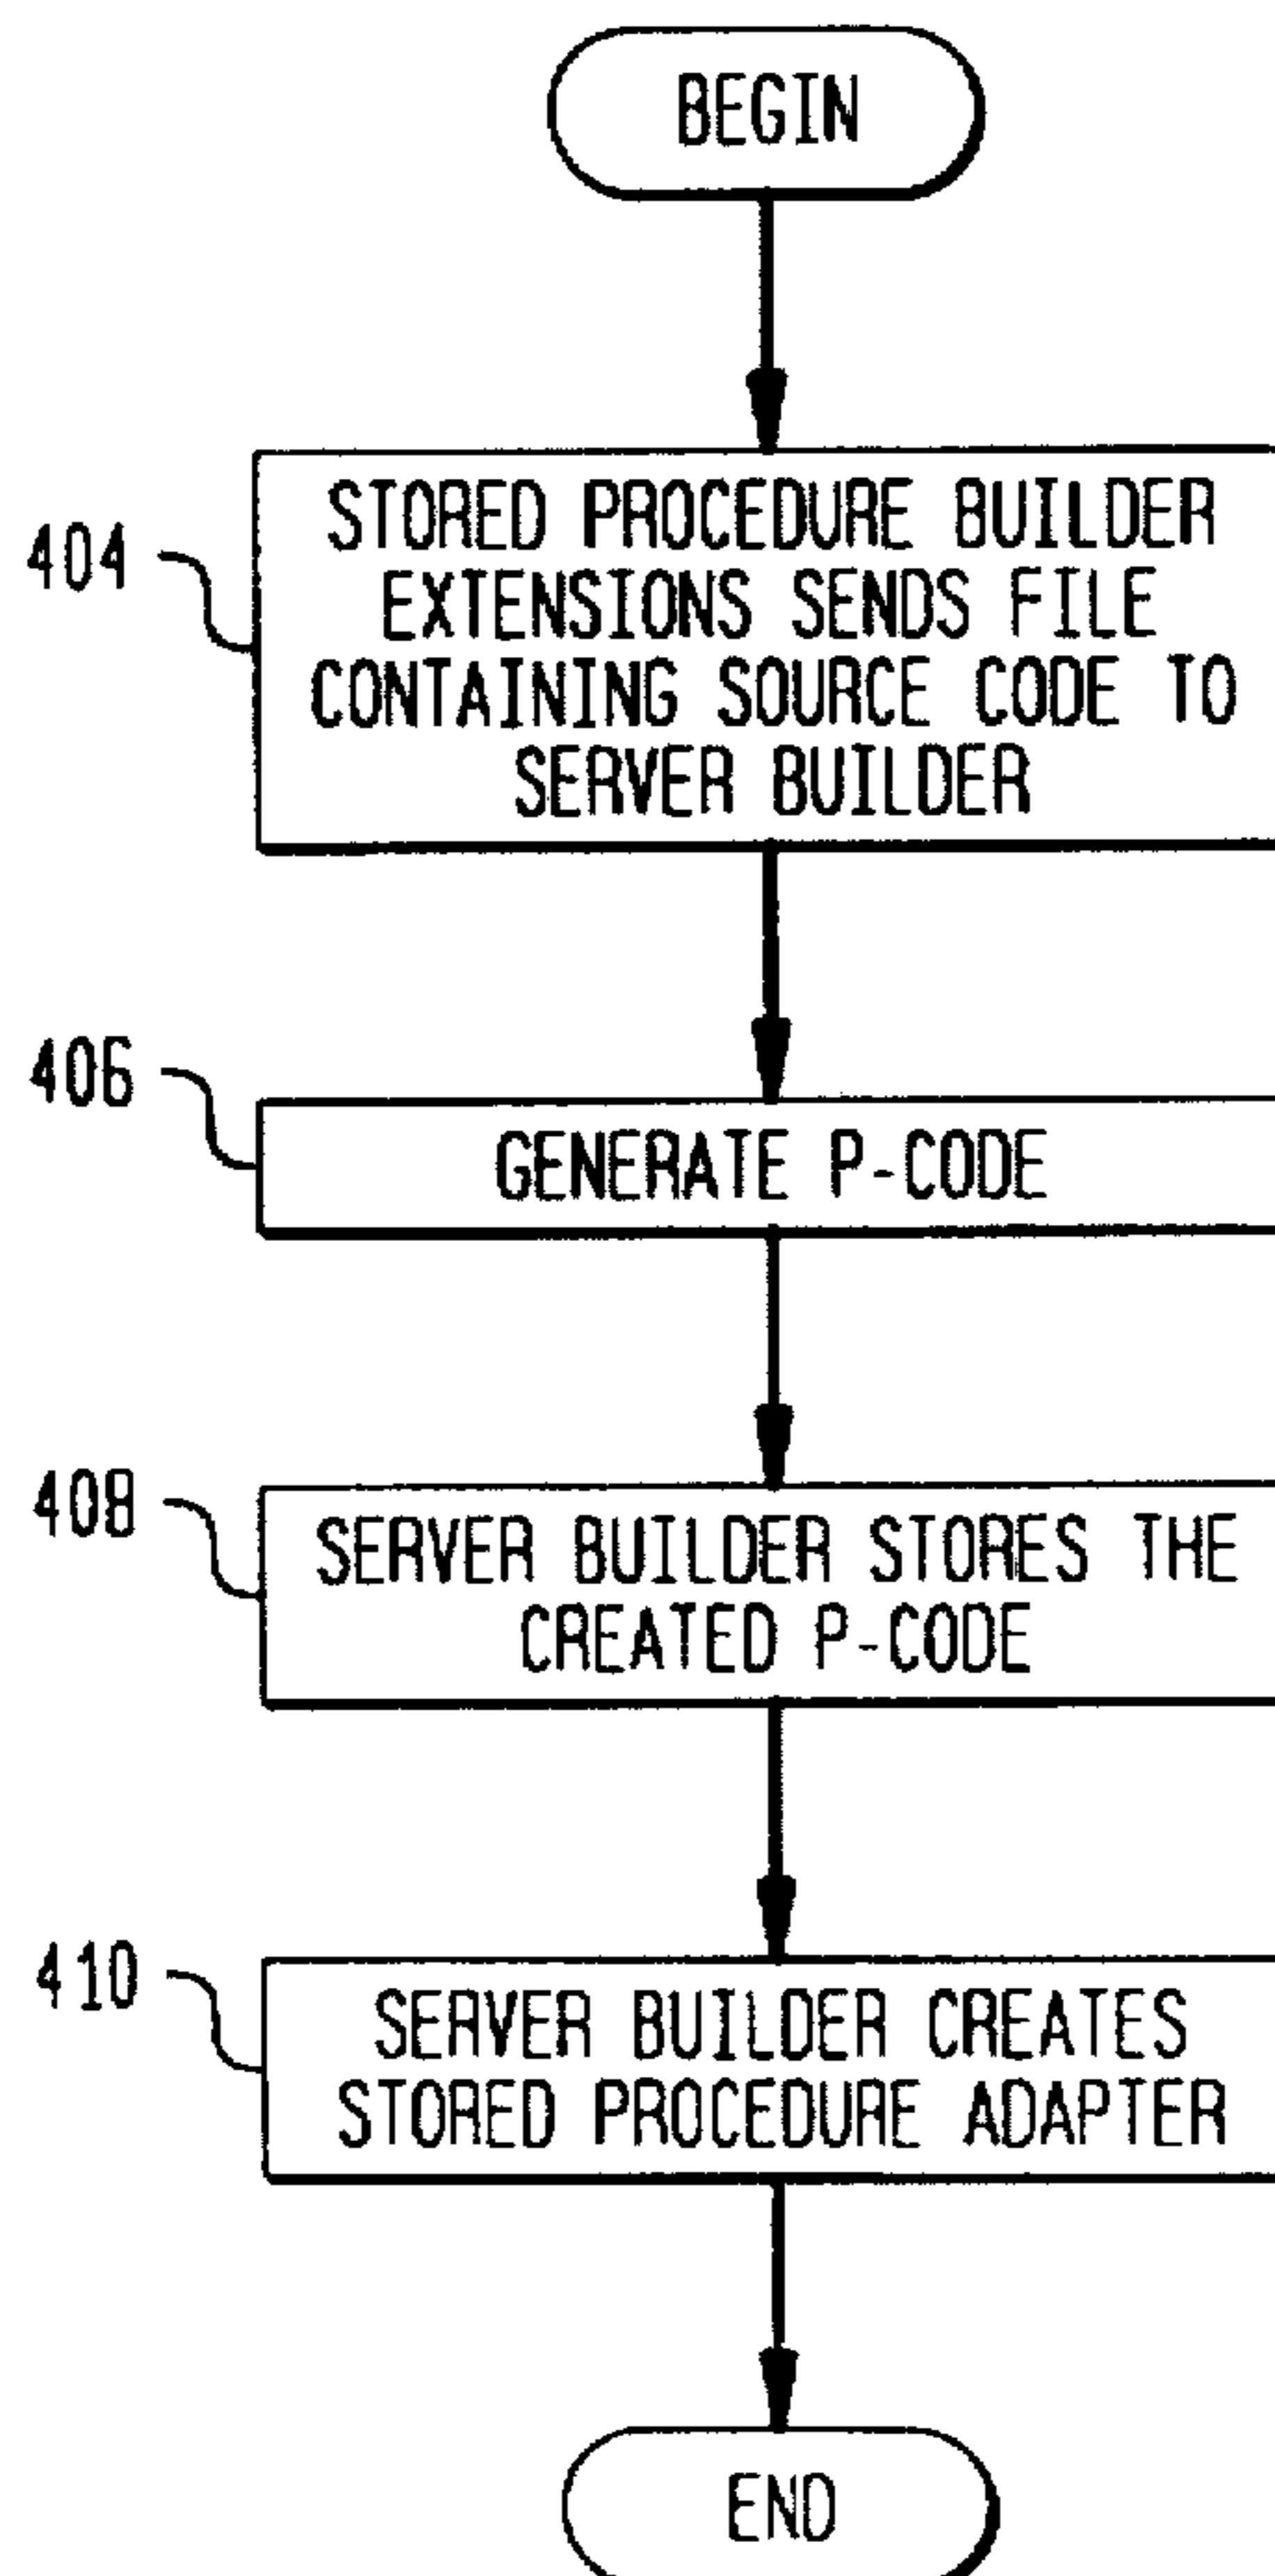 BEGIN
404
STORED PROCEDURE BUILDER
EXTENSIONS SENDS FILE
CONTAINING SOURCE CODE TO
SERVER BUILDER
406
GENERATE P-CODE
408
SERVER BUILDER STORES THE
CREATED P-CODE
410
SERVER BUILDER CREATES
STORED PROCEDURE ADAPTER
END